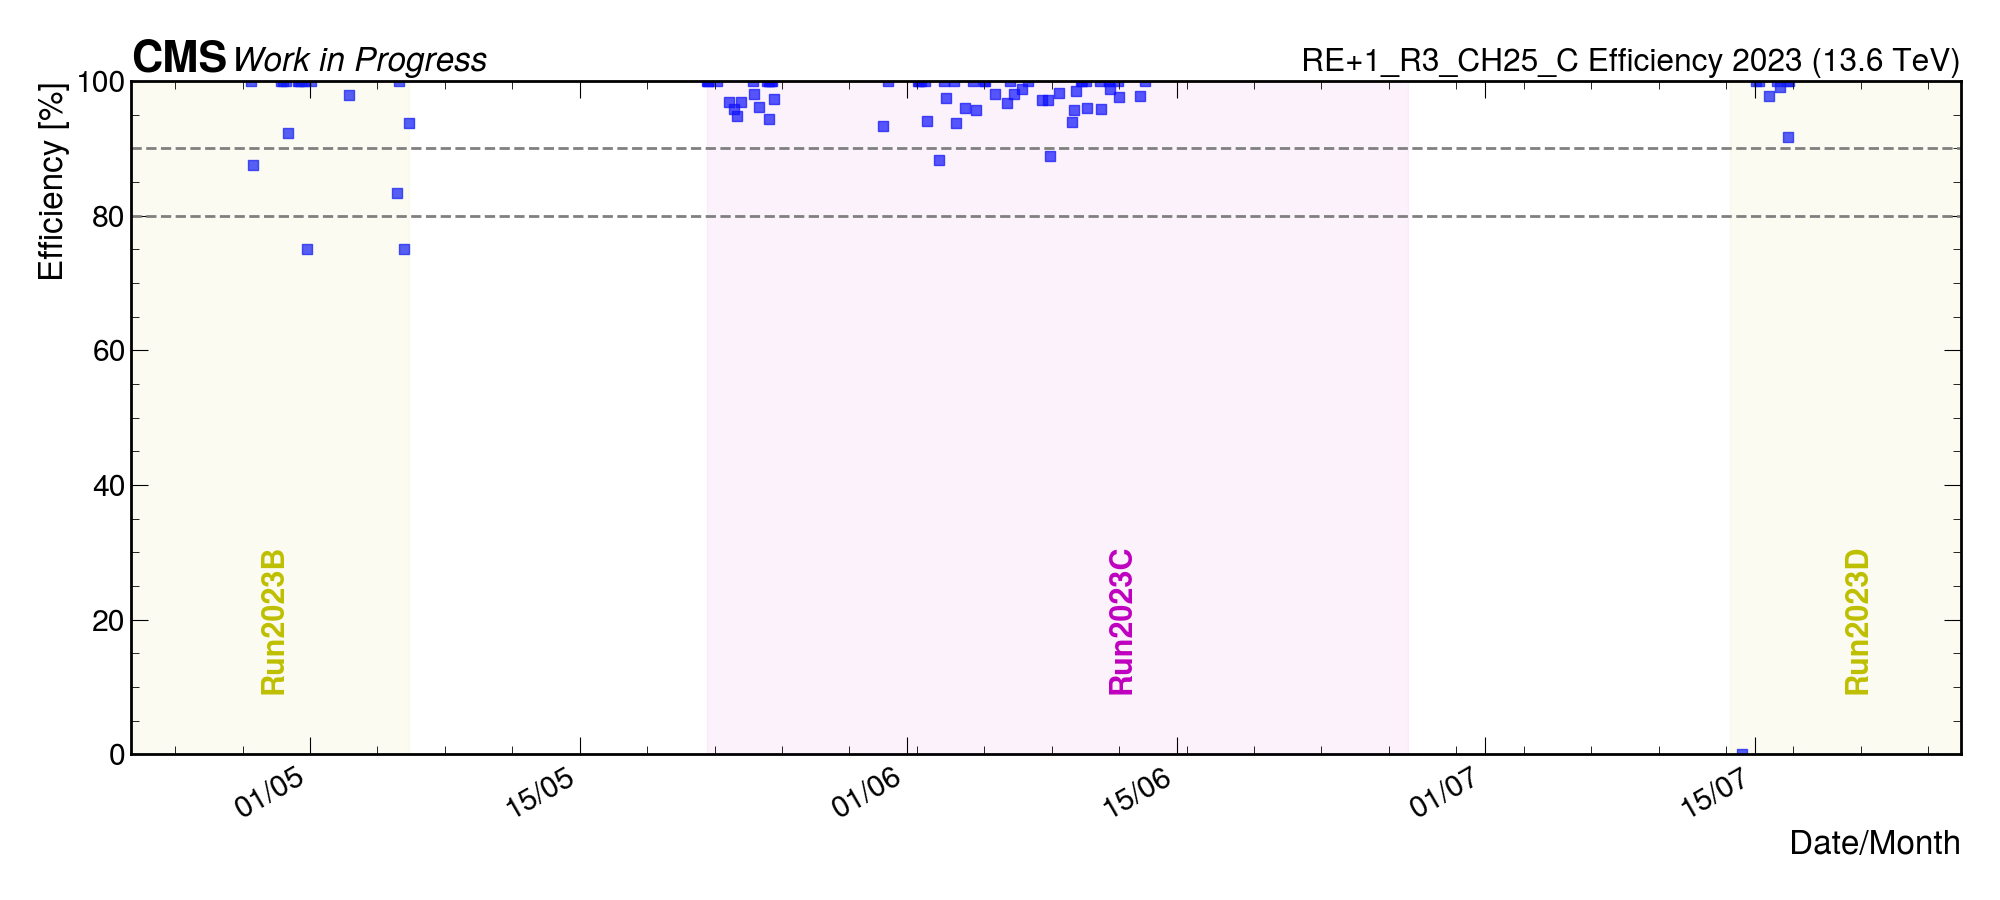 CMS Work in Progress
RE+1_R3_CH25_C Efficiency 2023 (13.6 TeV)
Efficiency [%]
100
80
60
40
20
0
Run2023B
Run2023C
Run2023D
01/05
15/05
01/06
15/06
01/07
15/07
Date/Month